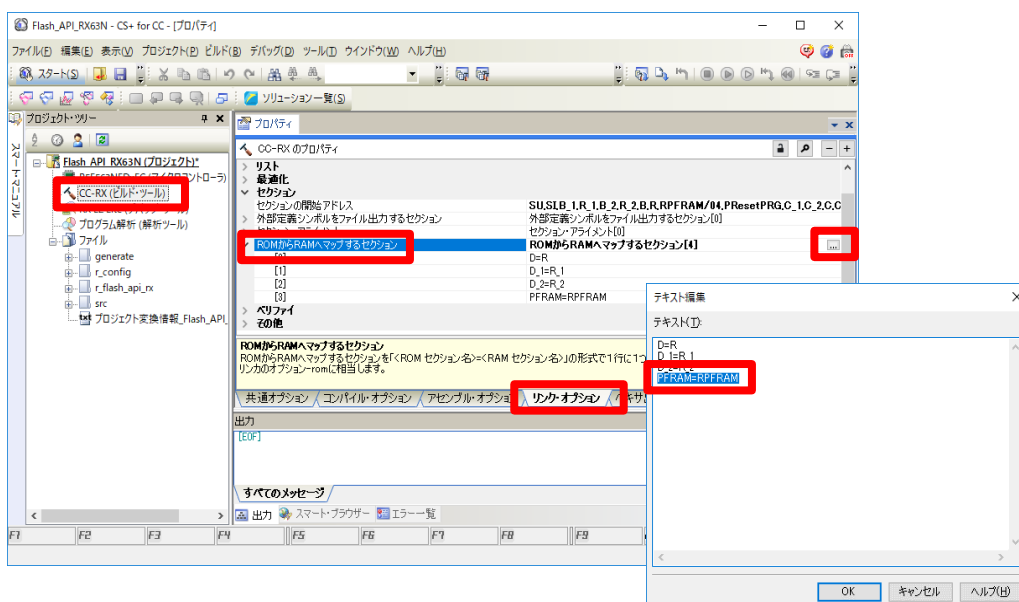 Flash_API_RX63N - CS+ for CC - [プロパティ]
ファイル(F) 編集(E) 表示(V) プロジェクト(P) ビルド(B) デバッグ(D) ツール(T) ウインドウ(W) ヘルプ(H)
スタート(S)
ソリューション一覧(S)
スマート・マニュアル
プロジェクト・ツリー
Flash_API_RX63N (プロジェクト)*
CC-RX (ビルド・ツール)
プログラム解析 (解析ツール)
ファイル
generate
r_config
r_flash_api_rx
src
プロジェクト変換情報_Flash_API_
プロパティ
CC-RX のプロパティ
リスト
最適化
セクション
セクションの開始アドレス SU,SI,B_1,R_1,B_2,R_2,B,R,RPFRAM/04,PResetPRG,C_1,C_2,C,C
外部定義シンボルをファイル出力するセクション 外部定義シンボルをファイル出力するセクション[0]
セクション・アライメント[0]
ROMからRAMへマップするセクション ROMからRAMへマップするセクション[4]
[0] D=R
[1] D_1=R_1
[2] D_2=R_2
[3] PFRAM=RPFRAM
ベリファイ
その他
ROMからRAMへマップするセクション
ROMからRAMへマップするセクションを「<ROM セクション名>=<RAM セクション名>」の形式で1行に1つ
リンカのオプション-romに相当します。
共通オプション コンパイル・オプション アセンブル・オプション リンク・オプション
出力
[EOF]
すべてのメッセージ
出力 スマート・ブラウザー エラー一覧
F1 F2 F3 F4 F5 F6 F7 F8 F9
テキスト編集
テキスト(T):
D=R
D_1=R_1
D_2=R_2
PFRAM=RPFRAM
OK キャンセル ヘルプ(H)